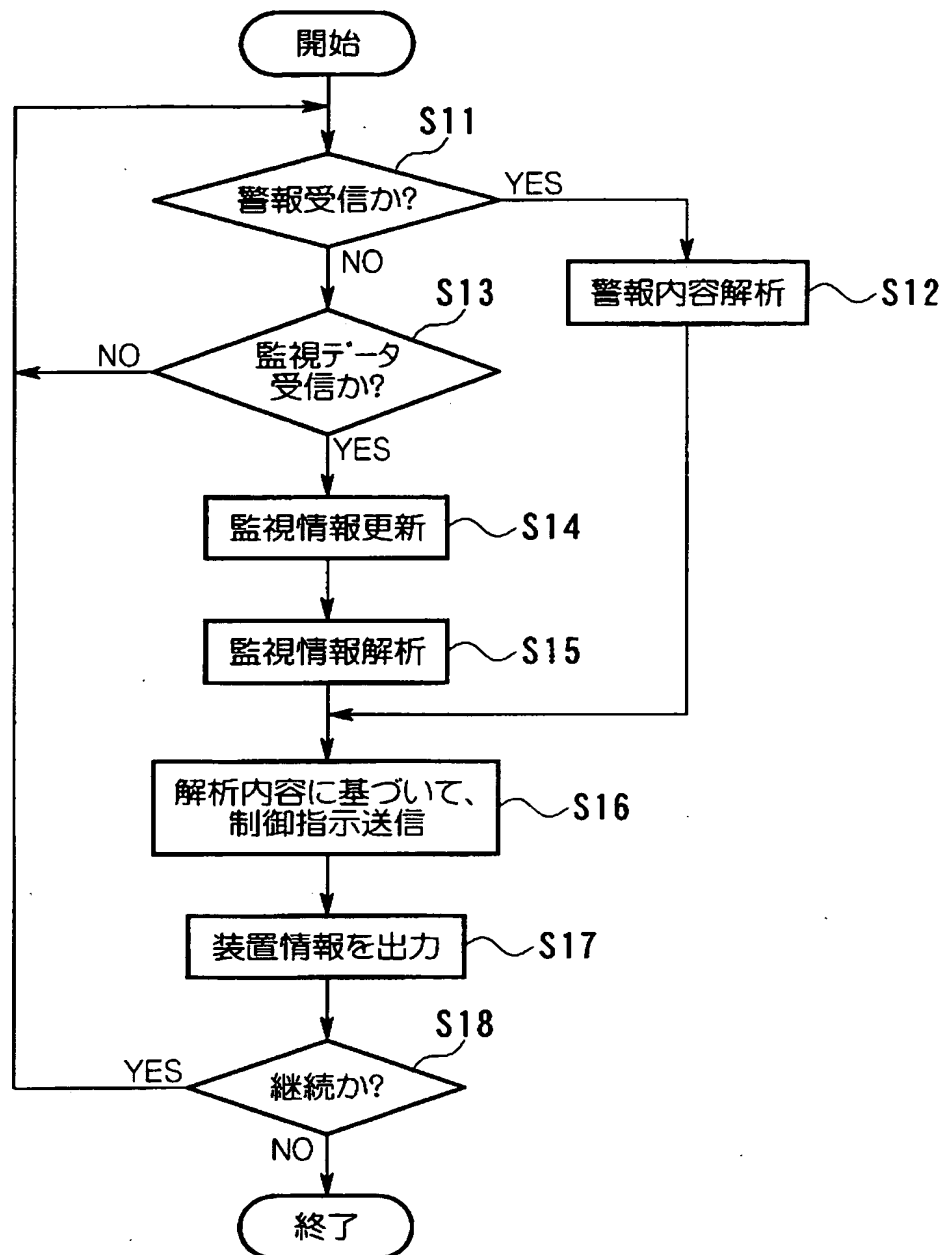 開始
S11
警報受信か?
YES
NO
警報内容解析
S12
S13
監視データ
受信か?
NO
YES
監視情報更新
S14
監視情報解析
S15
解析内容に基づいて、
制御指示送信
S16
装置情報を出力
S17
S18
継続か?
YES
NO
終了